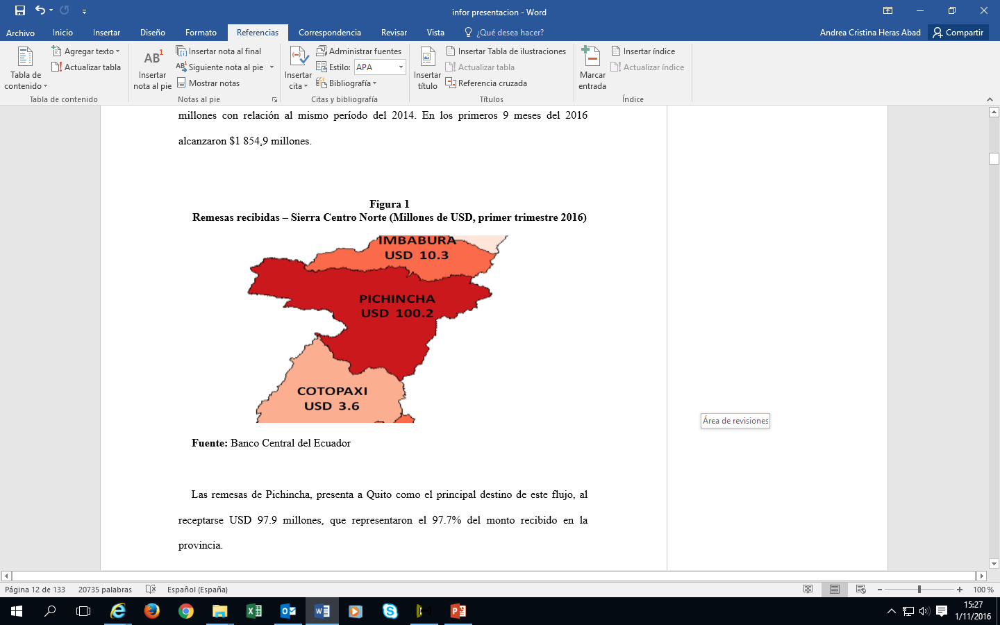 infor presentacion - Word
Archivo Inicio Insertar Diseño Formato Referencias Correspondencia Revisar Vista ¿Qué desea hacer? Andrea Cristina Heras Abad Compartir
Tabla de contenido
Agregar texto
Actualizar tabla
Tabla de contenido
AB1
Insertar nota al pie
Insertar nota al final
Siguiente nota al pie
Mostrar notas
Notas al pie
Insertar cita
Administrar fuentes
Estilo: APA
Bibliografía
Citas y bibliografía
Insertar título
Insertar Tabla de ilustraciones
Actualizar tabla
Referencia cruzada
Títulos
Marcar entrada
Insertar índice
Actualizar índice
Índice
millones con relación al mismo período del 2014. En los primeros 9 meses del 2016
alcanzaron $1 854,9 millones.
Figura 1
Remesas recibidas – Sierra Centro Norte (Millones de USD, primer trimestre 2016)
IMBABURA
USD 10.3
PICHINCHA
USD 100.2
COTOPAXI
USD 3.6
Área de revisiones
Fuente: Banco Central del Ecuador
Las remesas de Pichincha, presenta a Quito como el principal destino de este flujo, al
receptarse USD 97.9 millones, que representaron el 97.7% del monto recibido en la
provincia.
Página 12 de 133 20735 palabras Español (España) 100 %
15:27
1/11/2016